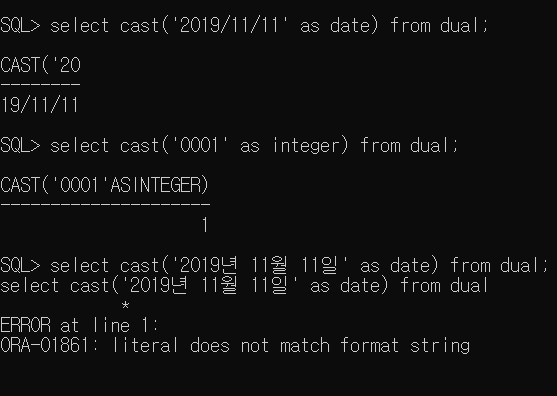 SQL> select cast('2019/11/11' as date) from dual;
CAST('20
--------
19/11/11
SQL> select cast('0001' as integer) from dual;
CAST('0001'ASINTEGER)
---------------------
1
SQL> select cast('2019년 11월 11일' as date) from dual;
select cast('2019년 11월 11일' as date) from dual
*
ERROR at line 1:
ORA-01861: literal does not match format string